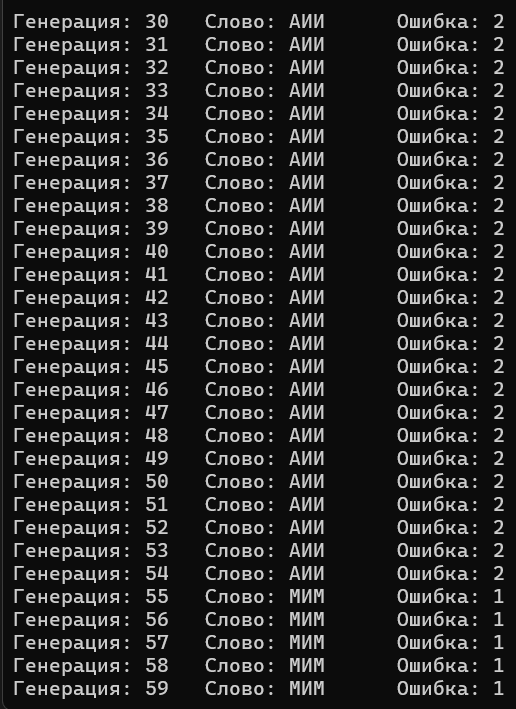 Генерация: 30 Слово: АИИ Ошибка: 2
Генерация: 31 Слово: АИИ Ошибка: 2
Генерация: 32 Слово: АИИ Ошибка: 2
Генерация: 33 Слово: АИИ Ошибка: 2
Генерация: 34 Слово: АИИ Ошибка: 2
Генерация: 35 Слово: АИИ Ошибка: 2
Генерация: 36 Слово: АИИ Ошибка: 2
Генерация: 37 Слово: АИИ Ошибка: 2
Генерация: 38 Слово: АИИ Ошибка: 2
Генерация: 39 Слово: АИИ Ошибка: 2
Генерация: 40 Слово: АИИ Ошибка: 2
Генерация: 41 Слово: АИИ Ошибка: 2
Генерация: 42 Слово: АИИ Ошибка: 2
Генерация: 43 Слово: АИИ Ошибка: 2
Генерация: 44 Слово: АИИ Ошибка: 2
Генерация: 45 Слово: АИИ Ошибка: 2
Генерация: 46 Слово: АИИ Ошибка: 2
Генерация: 47 Слово: АИИ Ошибка: 2
Генерация: 48 Слово: АИИ Ошибка: 2
Генерация: 49 Слово: АИИ Ошибка: 2
Генерация: 50 Слово: АИИ Ошибка: 2
Генерация: 51 Слово: АИИ Ошибка: 2
Генерация: 52 Слово: АИИ Ошибка: 2
Генерация: 53 Слово: АИИ Ошибка: 2
Генерация: 54 Слово: АИИ Ошибка: 2
Генерация: 55 Слово: МИМ Ошибка: 1
Генерация: 56 Слово: МИМ Ошибка: 1
Генерация: 57 Слово: МИМ Ошибка: 1
Генерация: 58 Слово: МИМ Ошибка: 1
Генерация: 59 Слово: МИМ Ошибка: 1